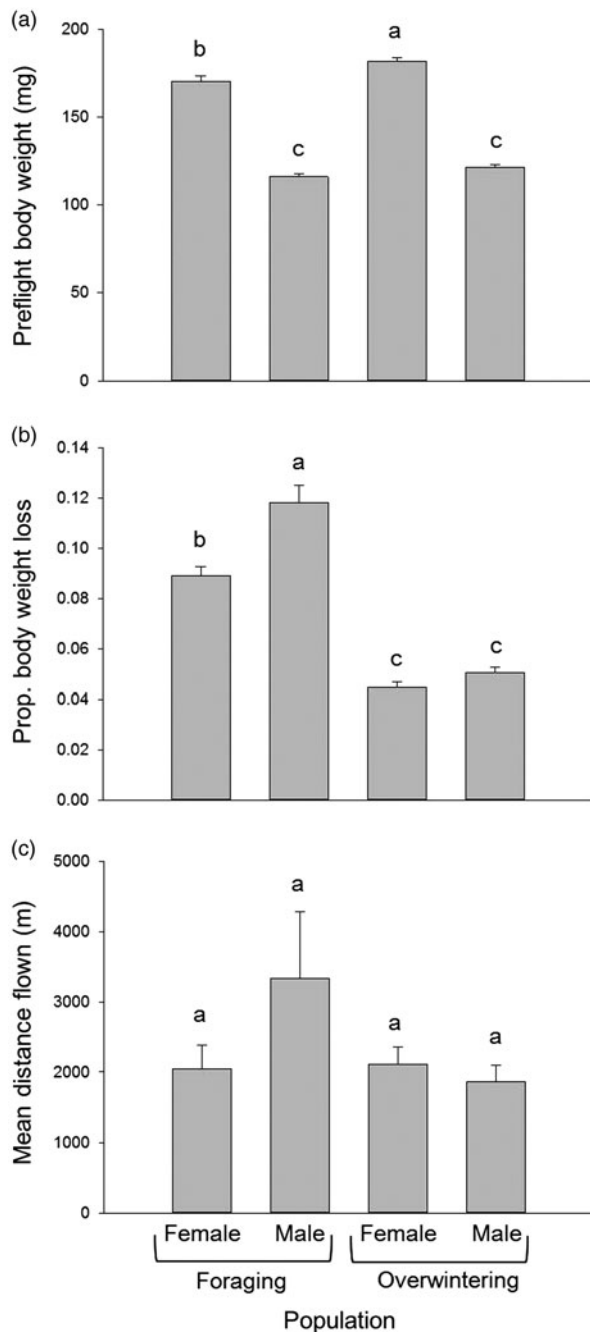 (a)
Preflight body weight (mg)
200
150
100
50
0
b
c
a
c
(b)
Prop. body weight loss
0.14
0.12
0.10
0.08
0.06
0.04
0.02
0.00
b
a
c
c
(c)
Mean distance flown (m)
5000
4000
3000
2000
1000
0
a
a
a
a
Female Male Female Male
Foraging Overwintering
Population